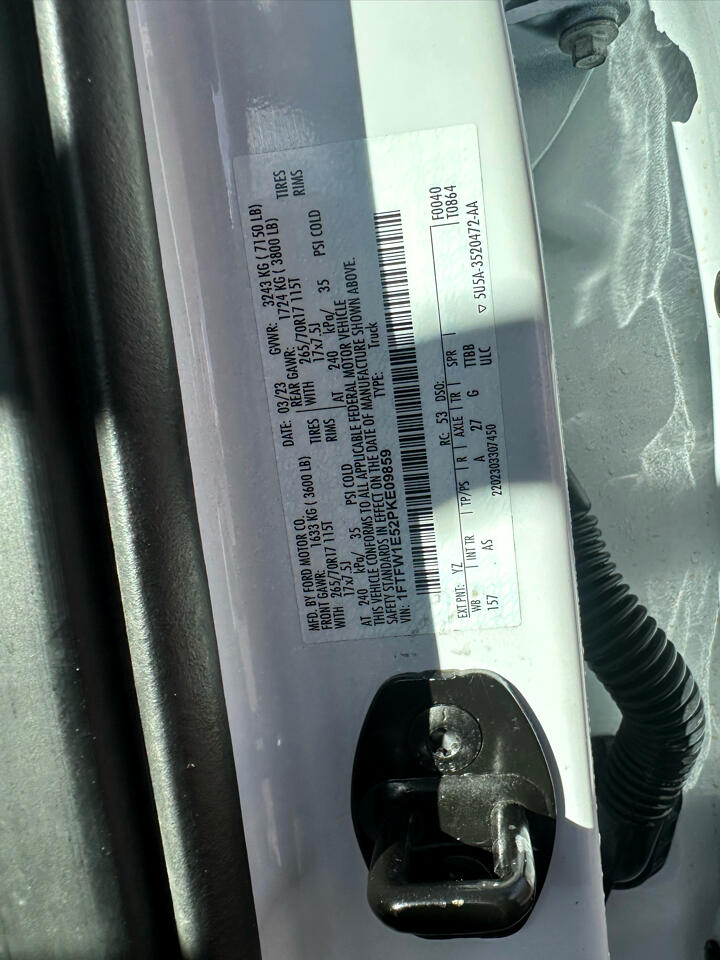 MFD. BY FORD MOTOR CO.
DATE: 03/23 GVWR: 3243 KG (7150 LB)
FRONT GAWR: 1633 KG (3600 LB) REAR GAWR: 1724 KG (3800 LB)
WITH 265/70R17 115T TIRES WITH 265/70R17 115T TIRES
17x7.5J RIMS 17x7.5J RIMS
AT 240 kPa/ 35 PSI COLD AT 240 kPa/ 35 PSI COLD
THIS VEHICLE CONFORMS TO ALL APPLICABLE FEDERAL MOTOR VEHICLE
SAFETY STANDARDS IN EFFECT ON THE DATE OF MANUFACTURE SHOWN ABOVE.
VIN: 1FTFW1E52PKE09859 TYPE: Truck
EXT PNT: YZ RC: 53 DSO: F0040
WB INT TR TP/PS R AXLE TR SPR T0864
157 AS A 27 G TTBB
2202303307450 ULC ▽ 5U5A-3520472-AA